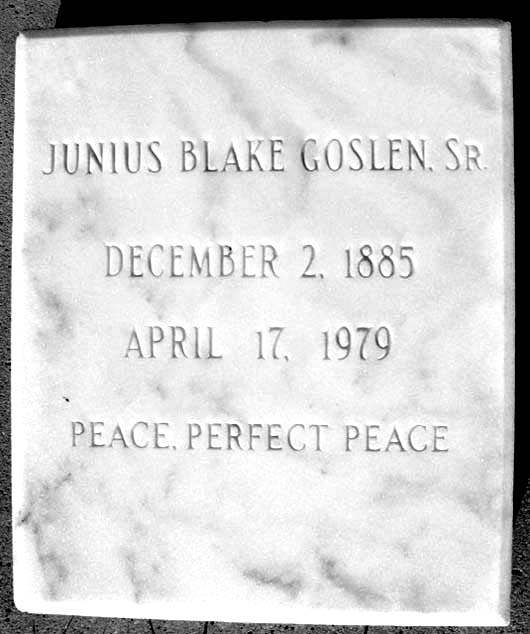 JUNIUS BLAKE GOSLEN, SR.
DECEMBER 2, 1885
APRIL 17, 1979
PEACE, PERFECT PEACE